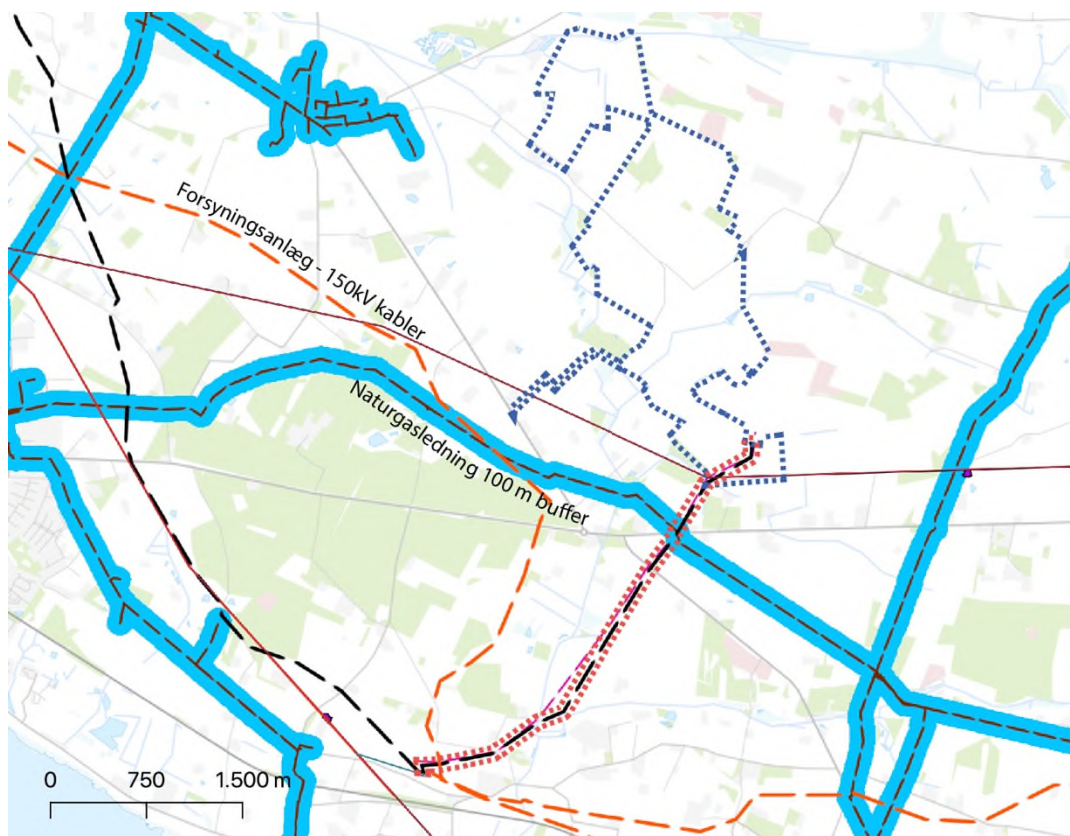 Forsyningsanlæg - 150kV kabler
Naturgasledning 100 m buffer
0 750 1.500 m